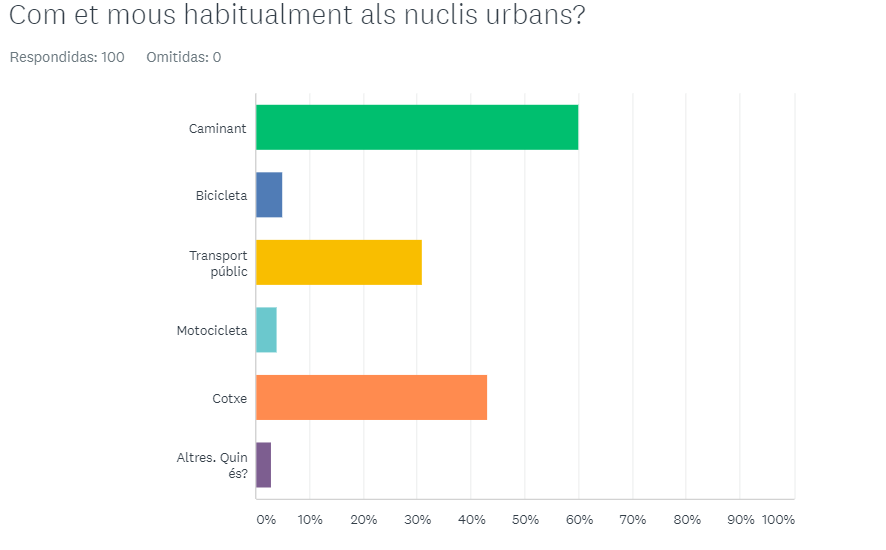 Com et mous habitualment als nuclis urbans?
Respondidas: 100 Omitidas: 0
Caminant
Bicicleta
Transport
públic
Motocicleta
Cotxe
Altres. Quin
és?
0% 10% 20% 30% 40% 50% 60% 70% 80% 90% 100%